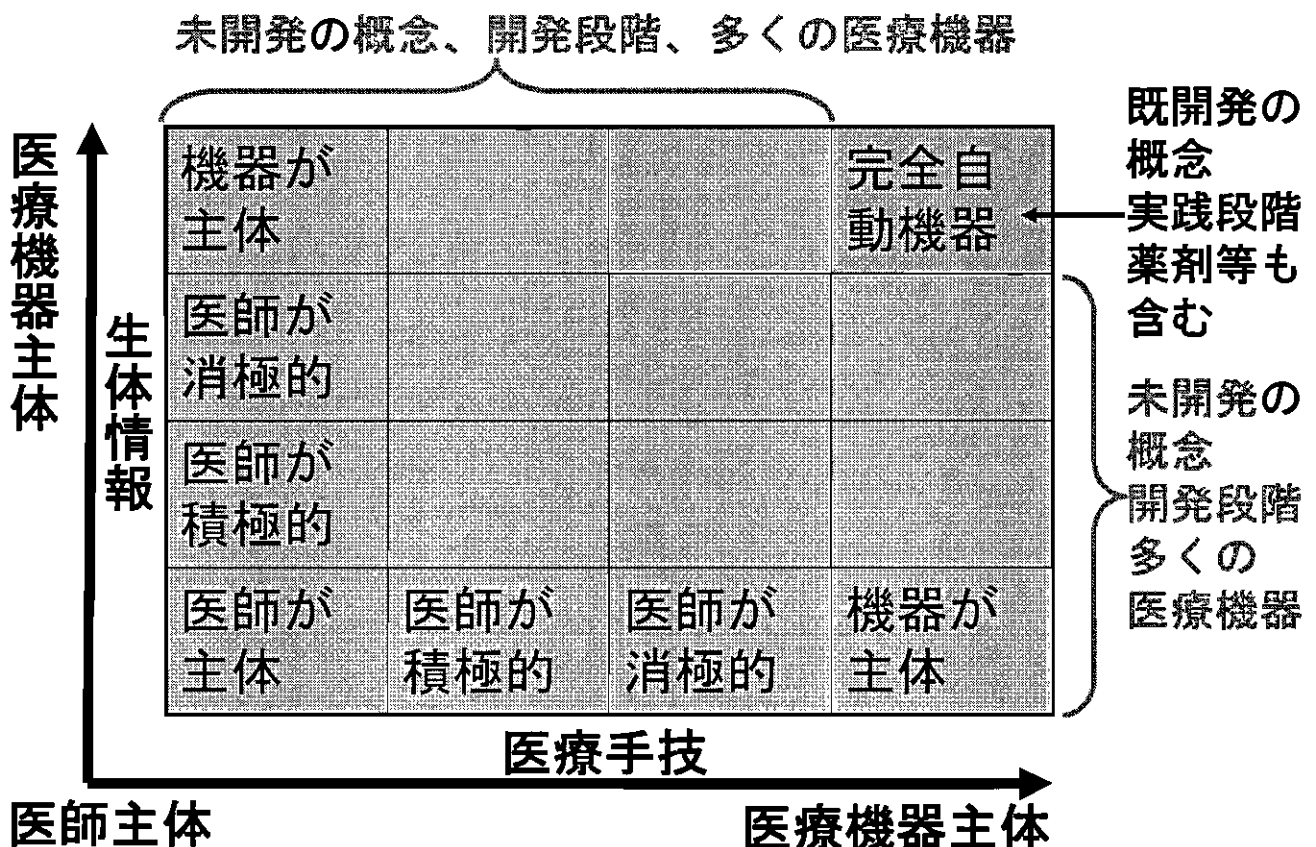 未開発の概念、開発段階、多くの医療機器
医療機器主体
生体情報
機器が
主体
完全自
動機器
医師が
消極的
医師が
積極的
医師が
主体
医師が
積極的
医師が
消極的
機器が
主体
既開発の
概念
実践段階
薬剤等も
含む
未開発の
概念
開発段階
多くの
医療機器
医療手技
医師主体
医療機器主体